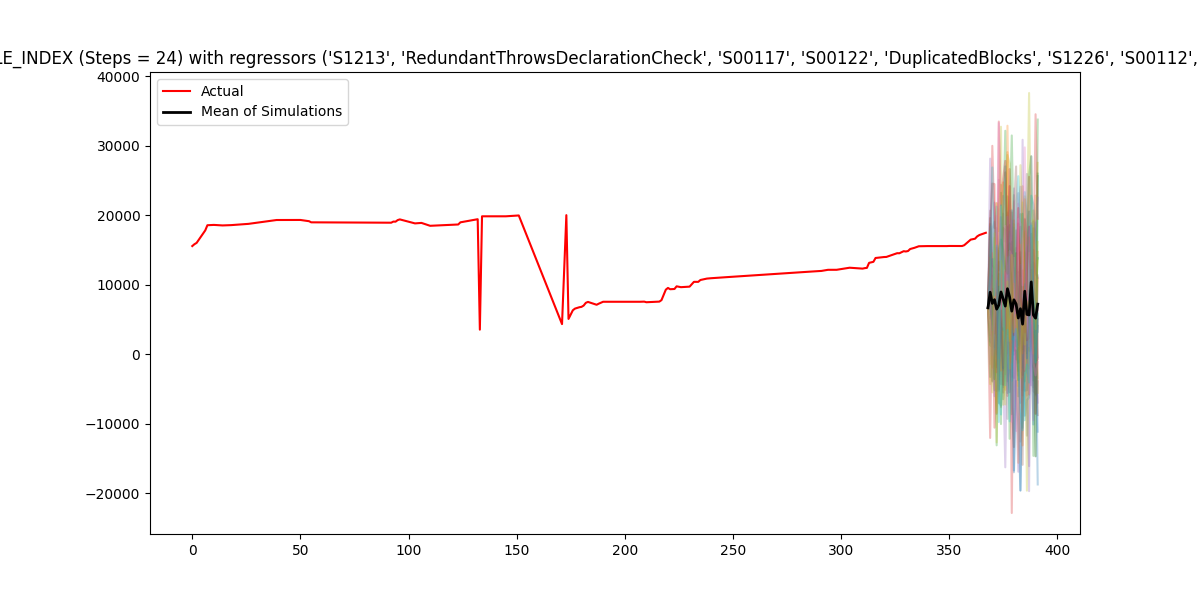 LE_INDEX (Steps = 24) with regressors ('S1213', 'RedundantThrowsDeclarationCheck', 'S00117', 'S00122', 'DuplicatedBlocks', 'S1226', 'S00112',
Actual
Mean of Simulations
40000
30000
20000
10000
0
−10000
−20000
0 50 100 150 200 250 300 350 400